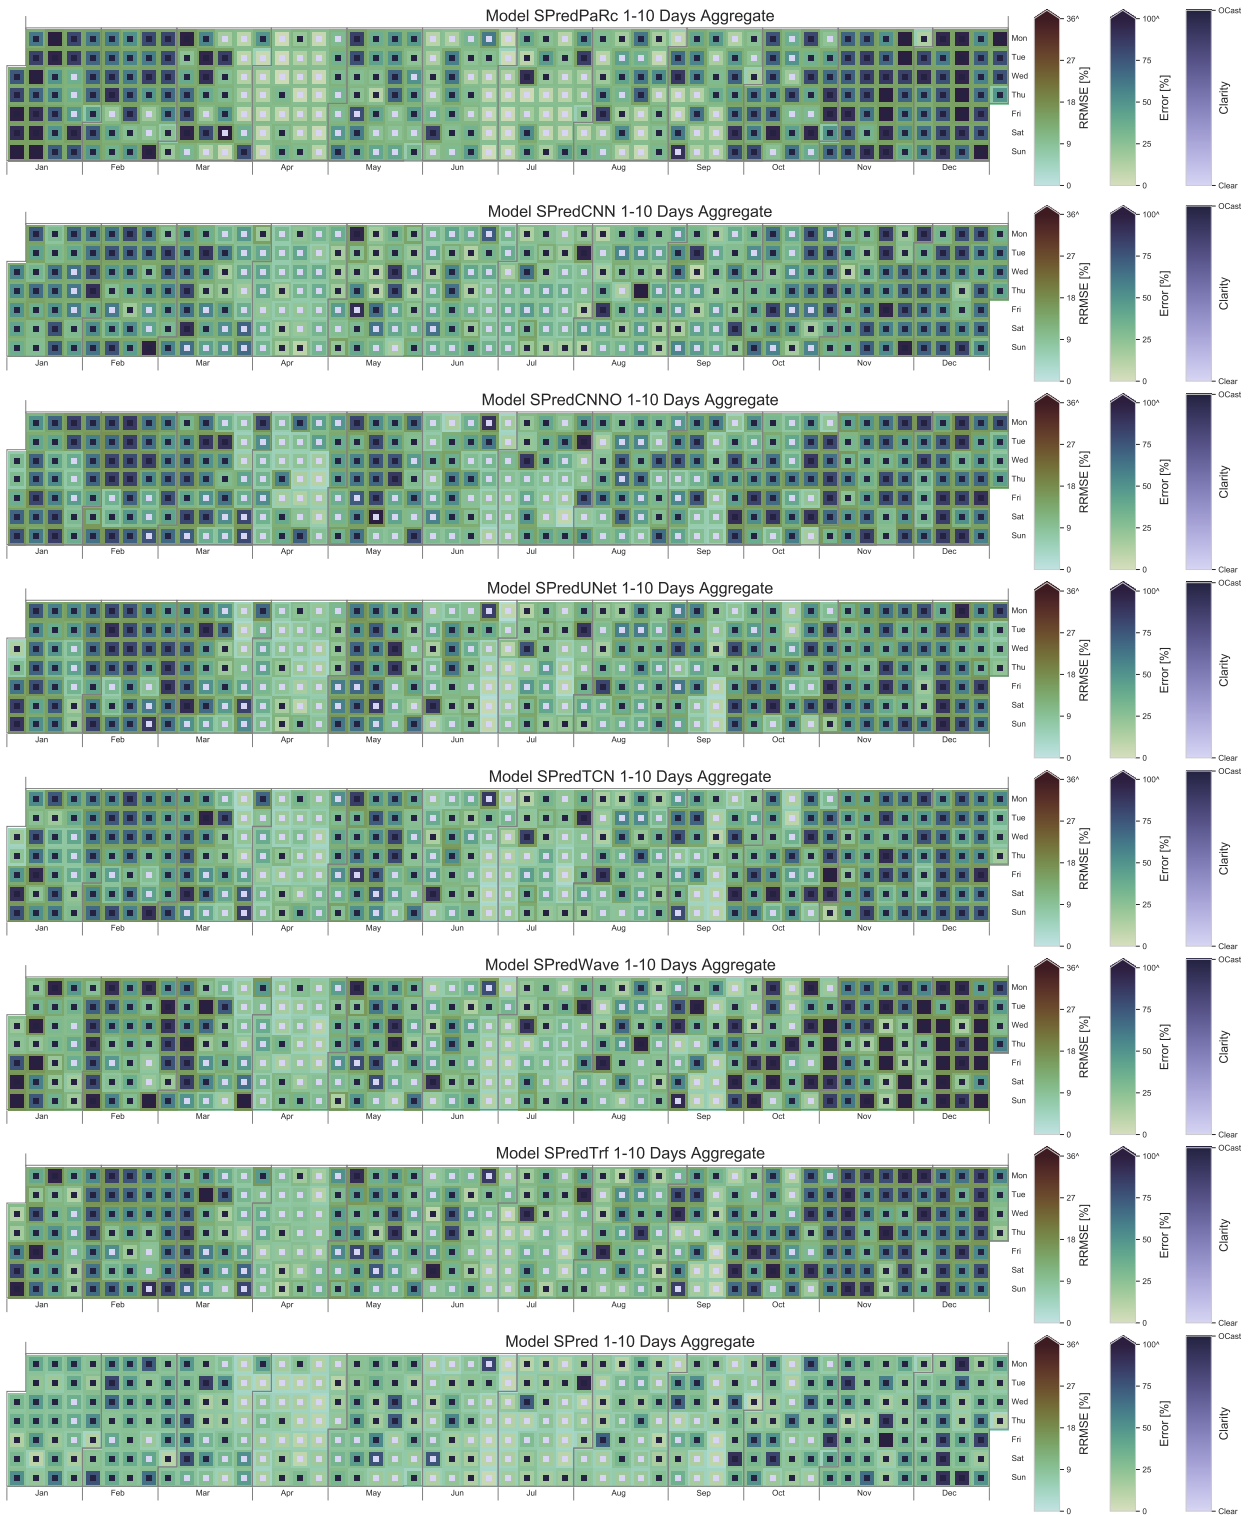 Model SPredPaRc 1-10 Days Aggregate
Mon
Tue
Wed
Thu
Fri
Sat
Sun
Jan Feb Mar Apr May Jun Jul Aug Sep Oct Nov Dec
36^
27
18
9
0
RRMSE [%]
100^
75
50
25
0
Error [%]
OCast
Clear
Clarity
Model SPredCNN 1-10 Days Aggregate
Mon
Tue
Wed
Thu
Fri
Sat
Sun
Jan Feb Mar Apr May Jun Jul Aug Sep Oct Nov Dec
36^
27
18
9
0
RRMSE [%]
100^
75
50
25
0
Error [%]
OCast
Clear
Clarity
Model SPredCNNO 1-10 Days Aggregate
Mon
Tue
Wed
Thu
Fri
Sat
Sun
Jan Feb Mar Apr May Jun Jul Aug Sep Oct Nov Dec
36^
27
18
9
0
RRMSE [%]
100^
75
50
25
0
Error [%]
OCast
Clear
Clarity
Model SPredUNet 1-10 Days Aggregate
Mon
Tue
Wed
Thu
Fri
Sat
Sun
Jan Feb Mar Apr May Jun Jul Aug Sep Oct Nov Dec
36^
27
18
9
0
RRMSE [%]
100^
75
50
25
0
Error [%]
OCast
Clear
Clarity
Model SPredTCN 1-10 Days Aggregate
Mon
Tue
Wed
Thu
Fri
Sat
Sun
Jan Feb Mar Apr May Jun Jul Aug Sep Oct Nov Dec
36^
27
18
9
0
RRMSE [%]
100^
75
50
25
0
Error [%]
OCast
Clear
Clarity
Model SPredWave 1-10 Days Aggregate
Mon
Tue
Wed
Thu
Fri
Sat
Sun
Jan Feb Mar Apr May Jun Jul Aug Sep Oct Nov Dec
36^
27
18
9
0
RRMSE [%]
100^
75
50
25
0
Error [%]
OCast
Clear
Clarity
Model SPredTrf 1-10 Days Aggregate
Mon
Tue
Wed
Thu
Fri
Sat
Sun
Jan Feb Mar Apr May Jun Jul Aug Sep Oct Nov Dec
36^
27
18
9
0
RRMSE [%]
100^
75
50
25
0
Error [%]
OCast
Clear
Clarity
Model SPred 1-10 Days Aggregate
Mon
Tue
Wed
Thu
Fri
Sat
Sun
Jan Feb Mar Apr May Jun Jul Aug Sep Oct Nov Dec
36^
27
18
9
0
RRMSE [%]
100^
75
50
25
0
Error [%]
OCast
Clear
Clarity